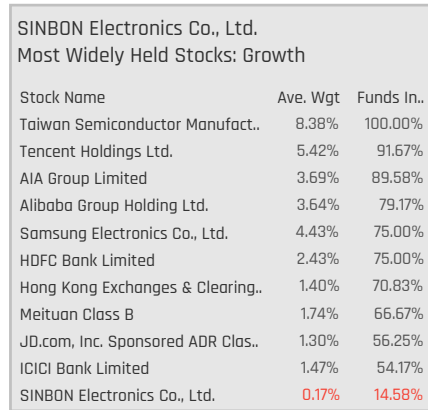 SINBON Electronics Co., Ltd.
Most Widely Held Stocks: Growth
Stock Name Ave. Wgt Funds In..
Taiwan Semiconductor Manufact.. 8.38% 100.00%
Tencent Holdings Ltd. 5.42% 91.67%
AIA Group Limited 3.69% 89.58%
Alibaba Group Holding Ltd. 3.64% 79.17%
Samsung Electronics Co., Ltd. 4.43% 75.00%
HDFC Bank Limited 2.43% 75.00%
Hong Kong Exchanges & Clearing.. 1.40% 70.83%
Meituan Class B 1.74% 66.67%
JD.com, Inc. Sponsored ADR Clas.. 1.30% 56.25%
ICICI Bank Limited 1.47% 54.17%
SINBON Electronics Co., Ltd. 0.17% 14.58%